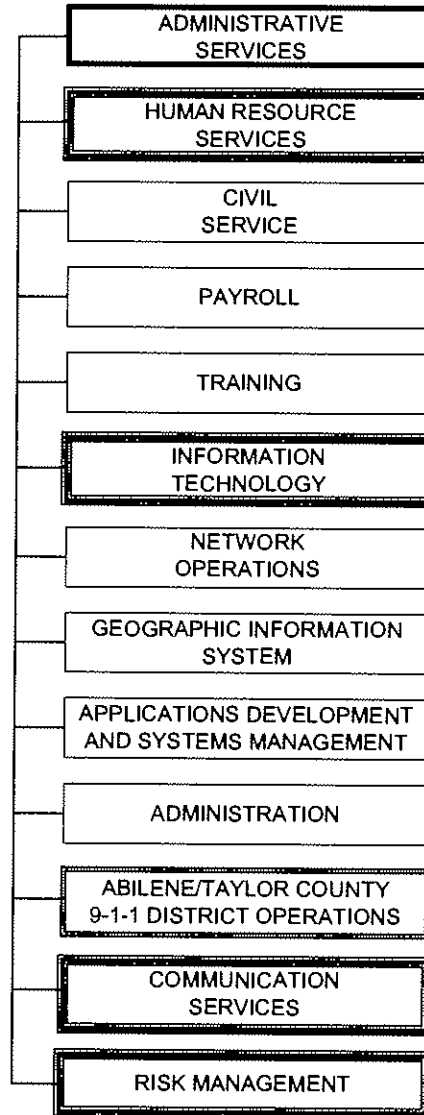 ADMINISTRATIVE
SERVICES
HUMAN RESOURCE
SERVICES
CIVIL
SERVICE
PAYROLL
TRAINING
INFORMATION
TECHNOLOGY
NETWORK
OPERATIONS
GEOGRAPHIC INFORMATION
SYSTEM
APPLICATIONS DEVELOPMENT
AND SYSTEMS MANAGEMENT
ADMINISTRATION
ABILENE/TAYLOR COUNTY
9-1-1 DISTRICT OPERATIONS
COMMUNICATION
SERVICES
RISK MANAGEMENT